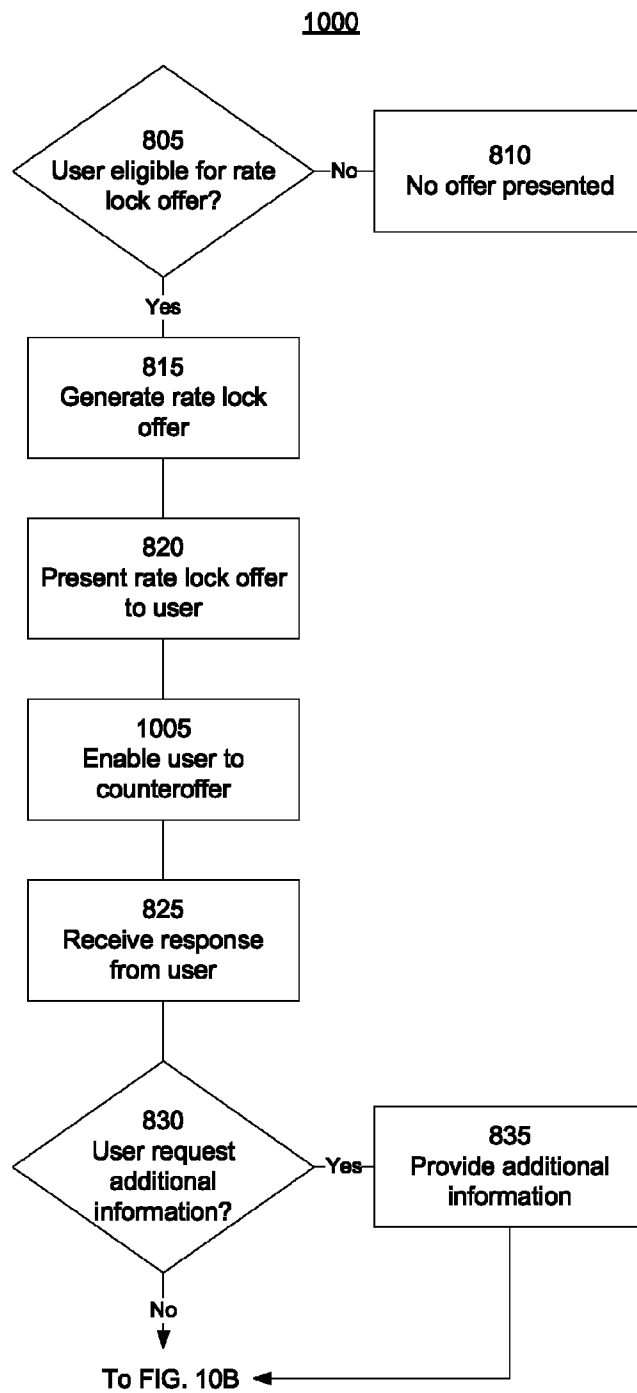 1000
805
User eligible for rate
lock offer?
No
810
No offer presented
Yes
815
Generate rate lock
offer
820
Present rate lock offer
to user
1005
Enable user to
counteroffer
825
Receive response
from user
830
User request
additional
information?
Yes
835
Provide additional
information
No
To FIG. 10B